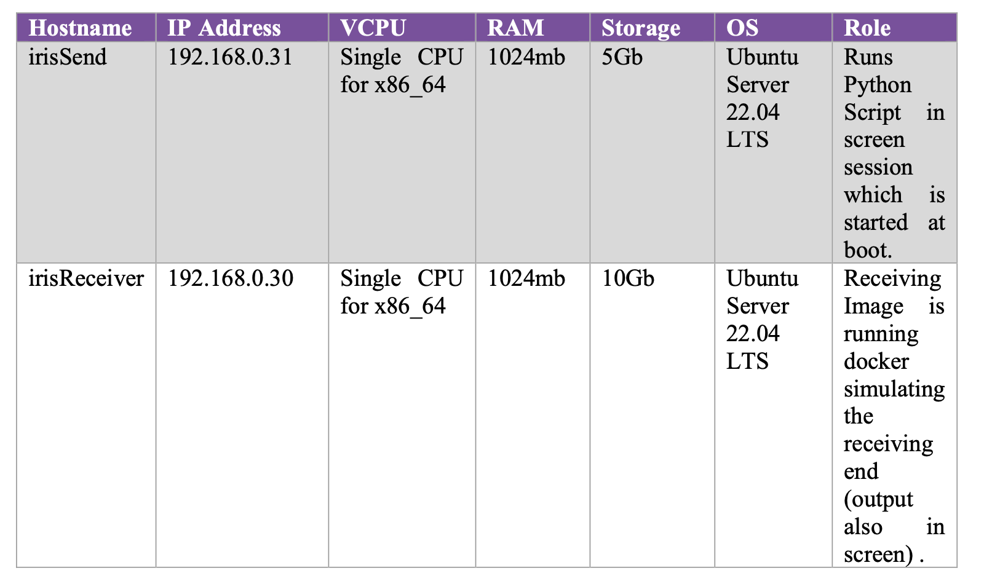 Hostname IP Address VCPU RAM Storage OS Role
irisSend 192.168.0.31 Single CPU 1024mb 5Gb Ubuntu Runs
for x86_64 Server Python
22.04 Script in
LTS screen
session
which is
started at
boot.
irisReceiver 192.168.0.30 Single CPU 1024mb 10Gb Ubuntu Receiving
for x86_64 Server Image is
22.04 running
LTS docker
simulating
the
receiving
end
(output
also in
screen) .